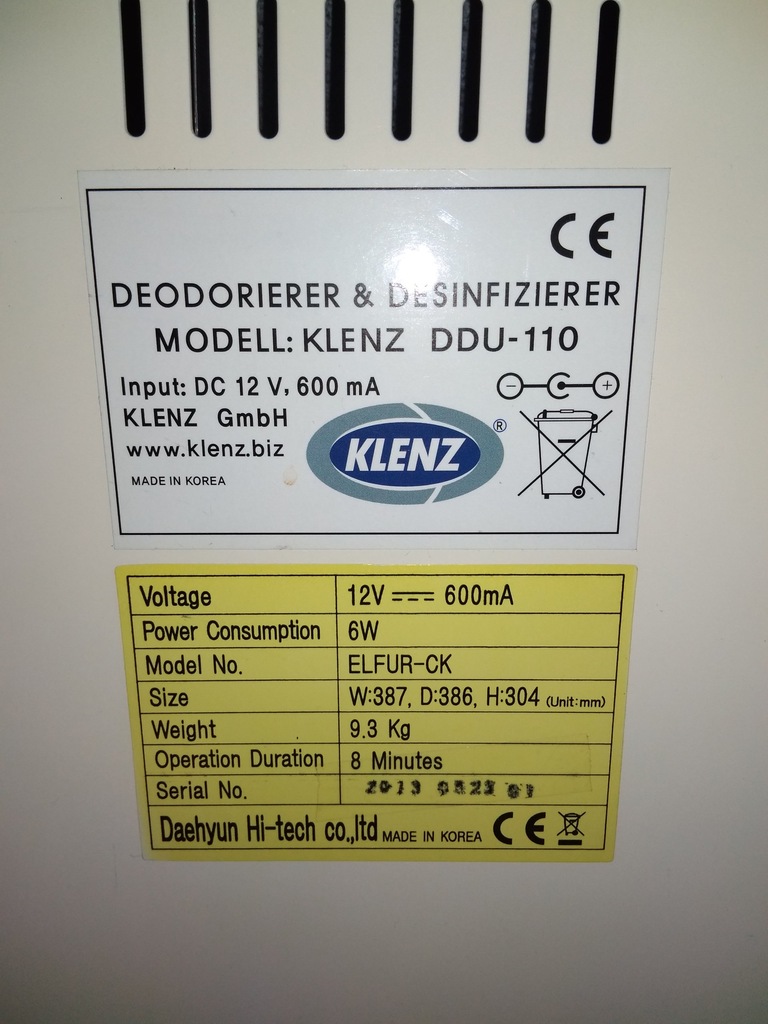 CE
DEODORIERER & DESINFIZIERER
MODELL: KLENZ DDU-110
Input: DC 12 V, 600 mA
KLENZ GmbH
www.klenz.biz
KLENZ ®
MADE IN KOREA
Voltage 12V 600mA
Power Consumption 6W
Model No. ELFUR-CK
Size W:387, D:386, H:304 (Unit:mm)
Weight 9.3 Kg
Operation Duration 8 Minutes
Serial No. 2013
Daehyun Hi-tech co.,ltd MADE IN KOREA CE